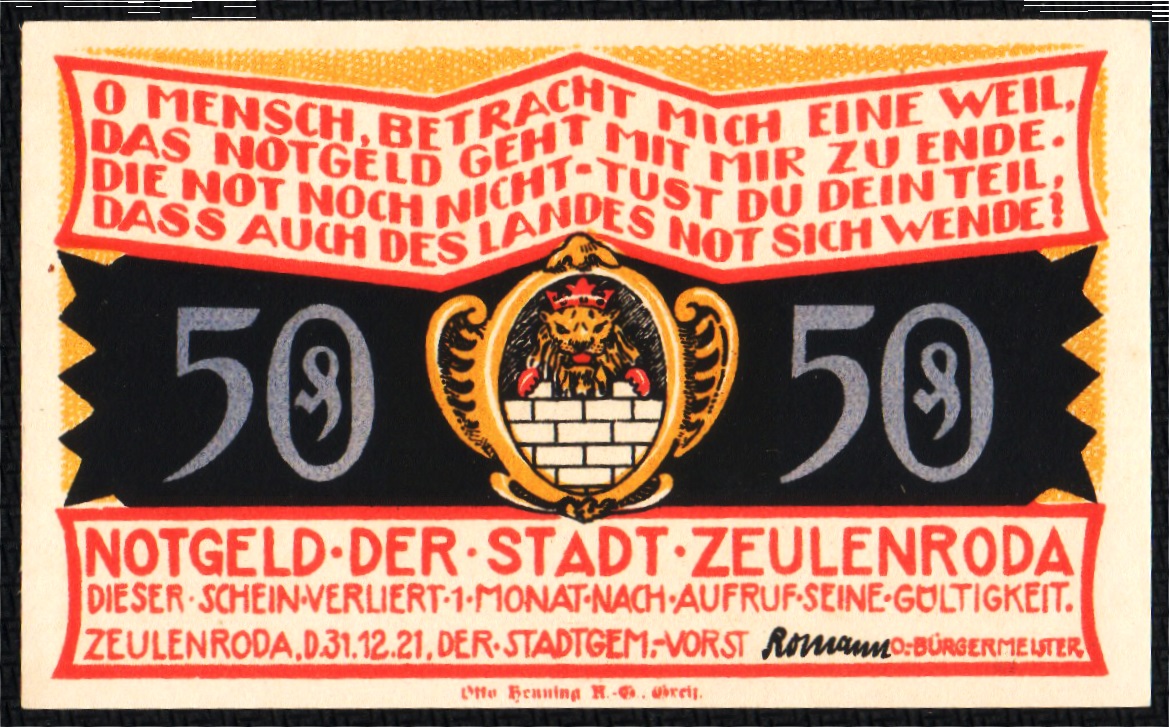 O MENSCH, BETRACHT MICH EINE WEIL,
DAS NOTGELD GEHT MIT MIR ZU ENDE.
DIE NOT NOCH NICHT-TUST DU DEIN TEIL,
DASS AUCH DES LANDES NOT SICH WENDE?
50 50
NOTGELD·DER·STADT·ZEULENRODA
DIESER·SCHEIN·VERLIERT·1·MONAT·NACH·AUFRUF·SEINE·GÜLTIGKEIT.
ZEULENRODA, D.31.12.21, DER·STADTGEM.-VORST Romann O.-BÜRGERMEISTER
Otto Henning A.-G., Greiz.